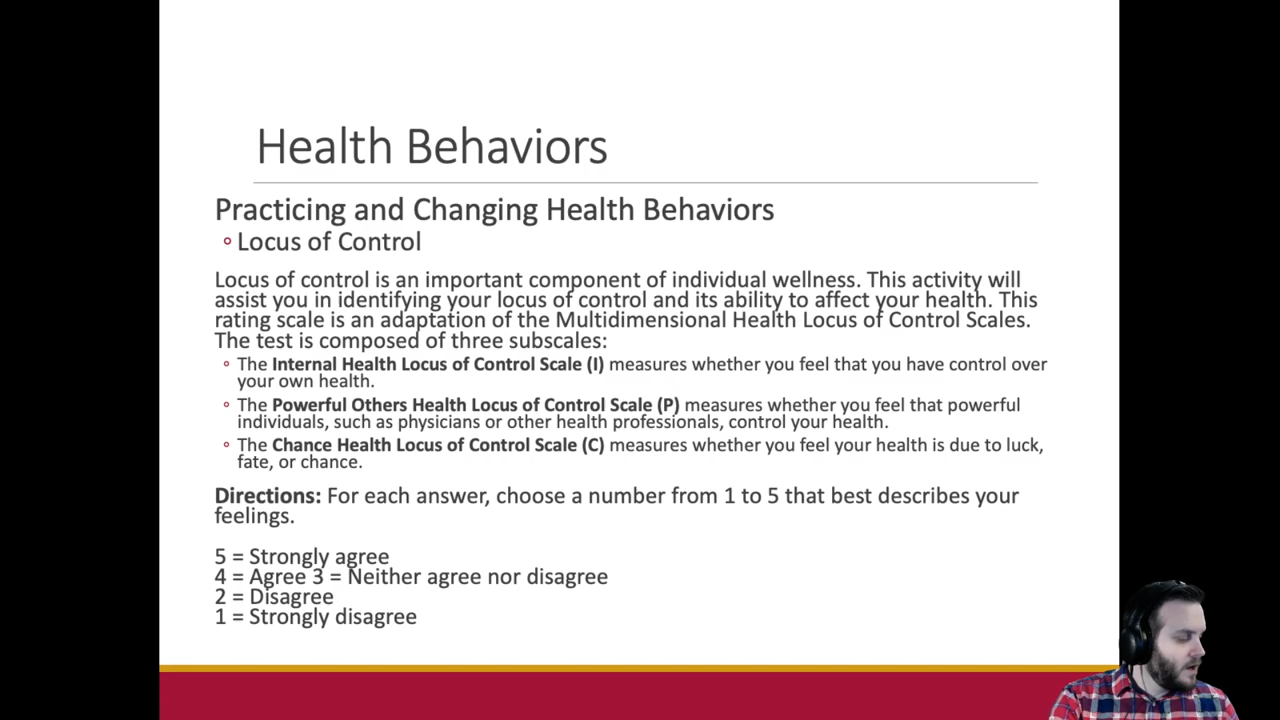 Health Behaviors
Practicing and Changing Health Behaviors
Locus of Control
Locus of control is an important component of individual wellness. This activity will
assist you in identifying your locus of control and its ability to affect your health. This
rating scale is an adaptation of the Multidimensional Health Locus of Control Scales.
The test is composed of three subscales:
The Internal Health Locus of Control Scale (I) measures whether you feel that you have control over
your own health.
The Powerful Others Health Locus of Control Scale (P) measures whether you feel that powerful
individuals, such as physicians or other health professionals, control your health.
The Chance Health Locus of Control Scale (C) measures whether you feel your health is due to luck,
fate, or chance.
Directions: For each answer, choose a number from 1 to 5 that best describes your
feelings.
5 = Strongly agree
4 = Agree 3 = Neither agree nor disagree
2 = Disagree
1 = Strongly disagree